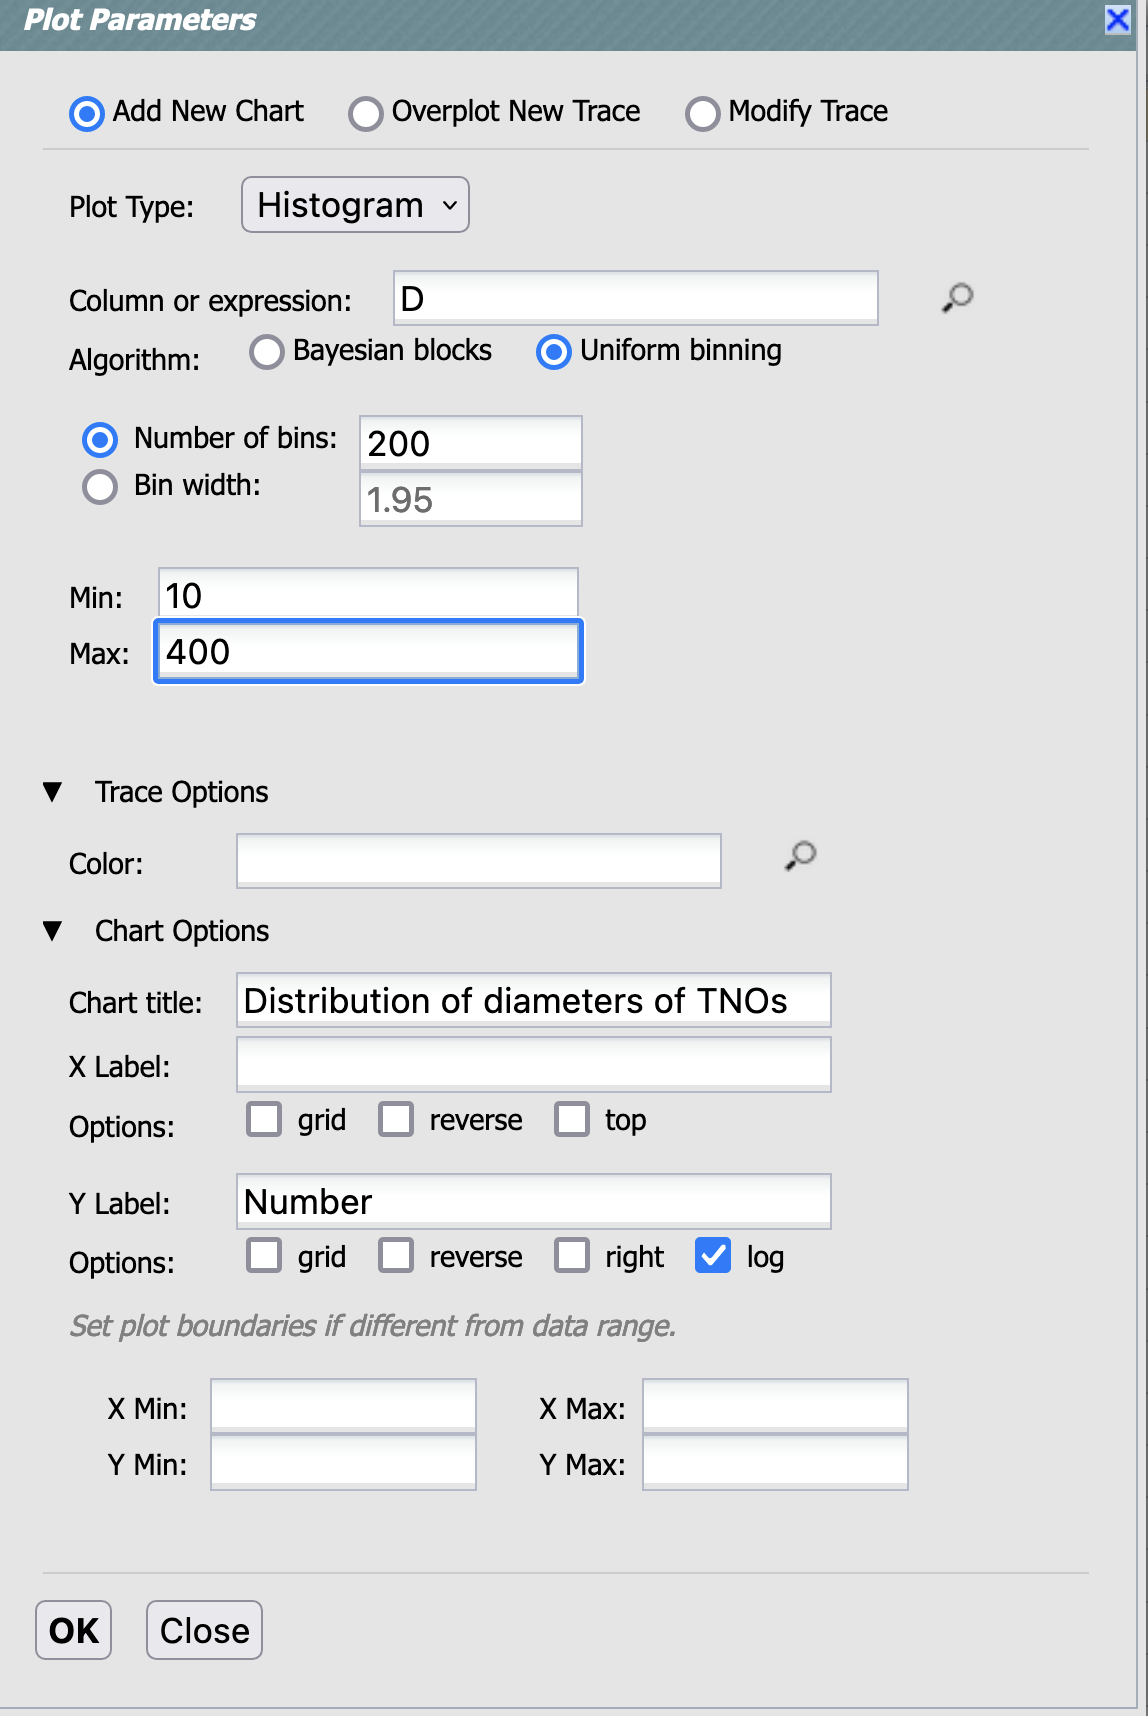 Plot Parameters
Add New Chart Overplot New Trace Modify Trace
Plot Type: Histogram
Column or expression: D
Algorithm: Bayesian blocks Uniform binning
Number of bins: 200
Bin width: 1.95
Min: 10
Max: 400
Trace Options
Color:
Chart Options
Chart title: Distribution of diameters of TNOs
X Label:
Options: grid reverse top
Y Label: Number
Options: grid reverse right log
Set plot boundaries if different from data range.
X Min: X Max:
Y Min: Y Max:
OK Close